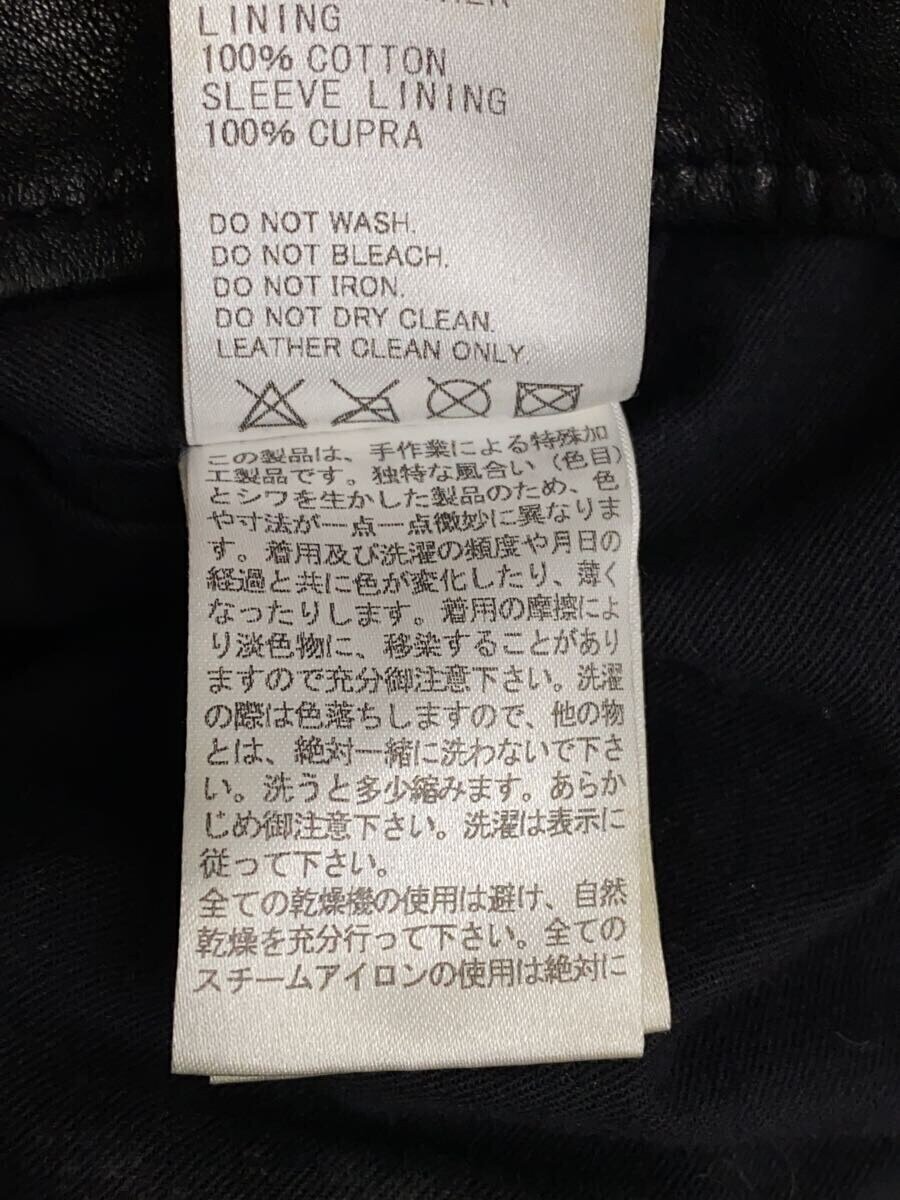 LINING
100% COTTON
SLEEVE LINING
100% CUPRA
DO NOT WASH.
DO NOT BLEACH.
DO NOT IRON.
DO NOT DRY CLEAN.
LEATHER CLEAN ONLY.
この製品は、手作業による特殊加
工製品です。独特な風合い（色目）
とシワを生かした製品のため、色
や寸法が一点一点微妙に異なりま
す。着用及び洗濯の頻度や月日の
経過と共に色が変化したり、薄く
なったりします。着用の摩擦によ
り淡色物に、移染することがあり
ますので充分御注意下さい。洗濯
の際は色落ちしますので、他の物
とは、絶対一緒に洗わないで下さ
い。洗うと多少縮みます。あらか
じめ御注意下さい。洗濯は表示に
従って下さい。
全ての乾燥機の使用は避け、自然
乾燥を充分行って下さい。全ての
スチームアイロンの使用は絶対に